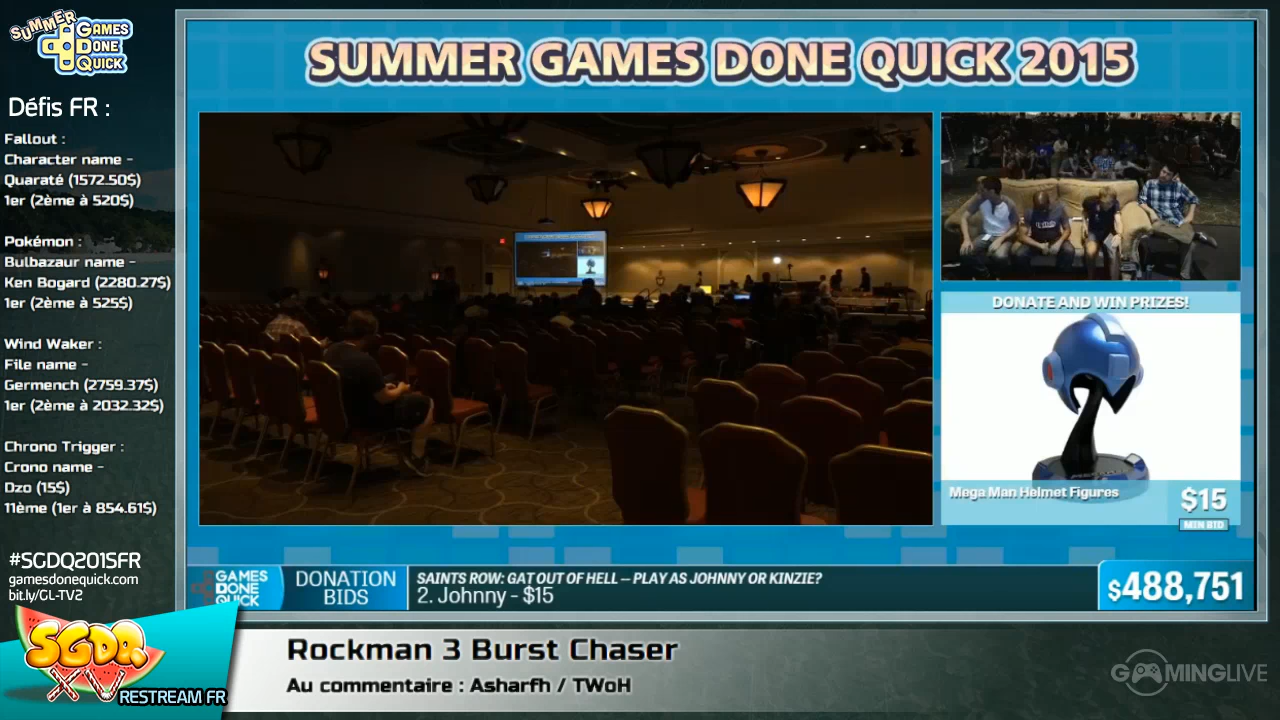 SUMMER
GAMES
DONE
QUICK
Défis FR :
Fallout :
Character name -
Quaraté (1572.50$)
1er (2ème à 520$)
Pokémon :
Bulbazaur name -
Ken Bogard (2280.27$)
1er (2ème à 525$)
Wind Waker :
File name -
Germench (2759.37$)
1er (2ème à 2032.32$)
Chrono Trigger :
Crono name -
Dzo (15$)
11ème (1er à 854.61$)
#SGDQ2015FR
gamesdonequick.com
bit.ly/GL-TV2
SGDQ
XV
RESTREAM FR
SUMMER GAMES DONE QUICK 2015
DONATE AND WIN PRIZES!
Mega Man Helmet Figures
$15
MIN BID
GAMES
DONE
QUICK
DONATION
BIDS
SAINTS ROW: GAT OUT OF HELL – PLAY AS JOHNNY OR KINZIE?
2. Johnny - $15
$488,751
Rockman 3 Burst Chaser
Au commentaire : Asharfh / TWoH
GAMINGLIVE